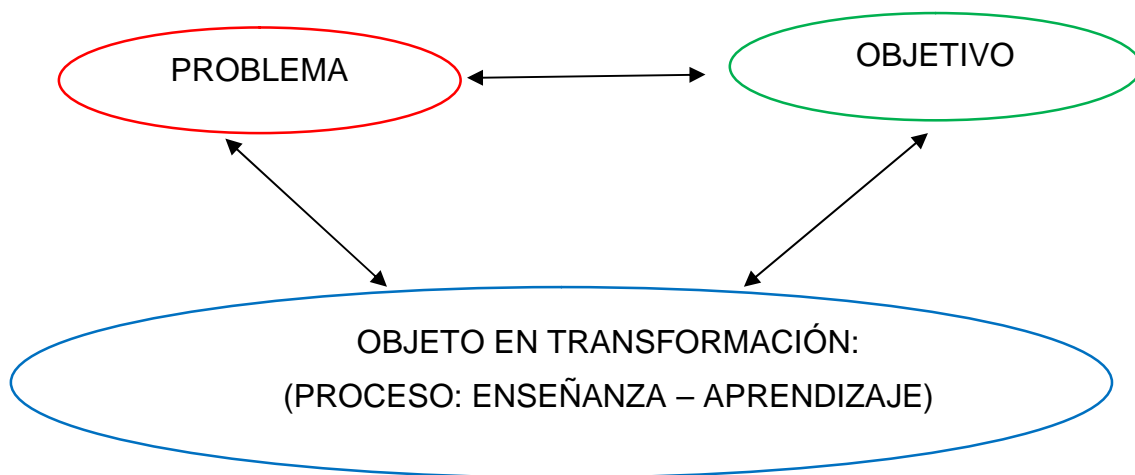 PROBLEMA
OBJETIVO
OBJETO EN TRANSFORMACIÓN:
(PROCESO: ENSEÑANZA – APRENDIZAJE)